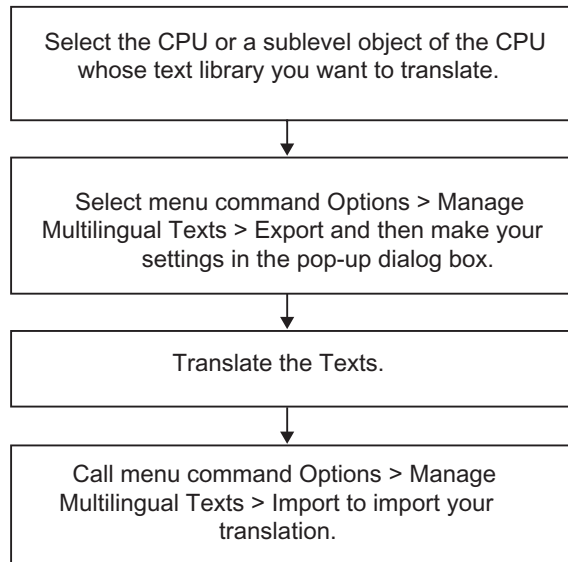 Select the CPU or a sublevel object of the CPU
whose text library you want to translate.
Select menu command Options > Manage
Multilingual Texts > Export and then make your
settings in the pop-up dialog box.
Translate the Texts.
Call menu command Options > Manage
Multilingual Texts > Import to import your
translation.